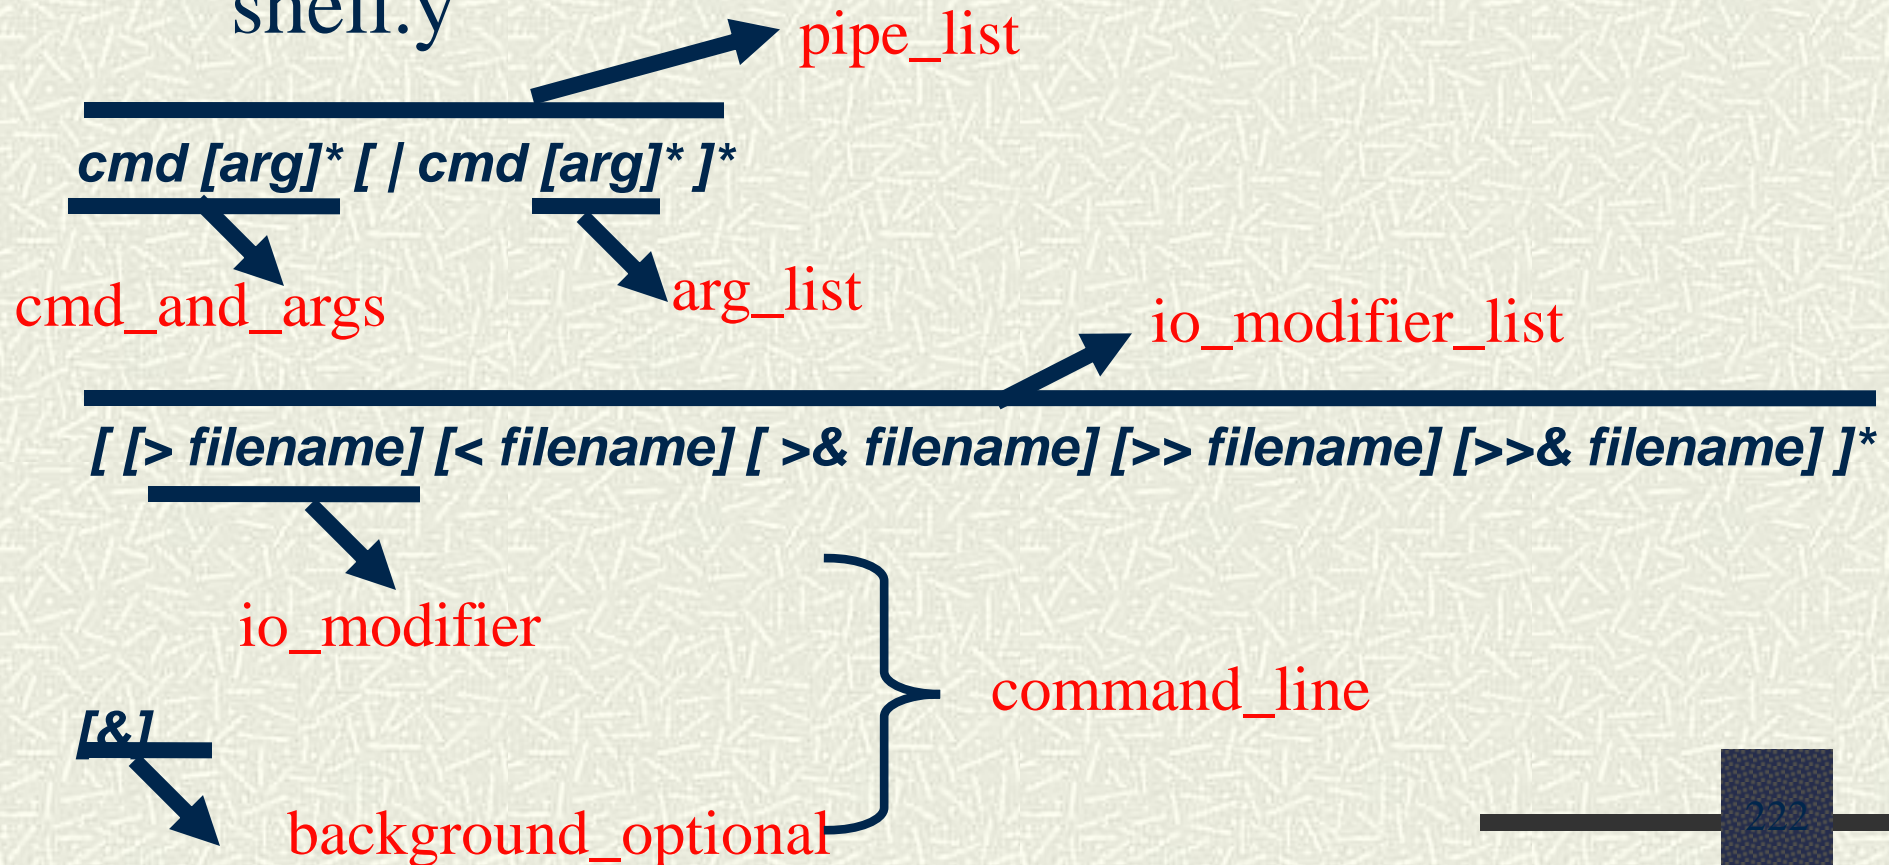 shell.y
pipe_list
cmd [arg]* [ | cmd [arg]* ]*
cmd_and_args
arg_list
io_modifier_list
[ [> filename] [< filename] [ >& filename] [>> filename] [>>& filename] ]*
io_modifier
command_line
[&]
background_optional
222